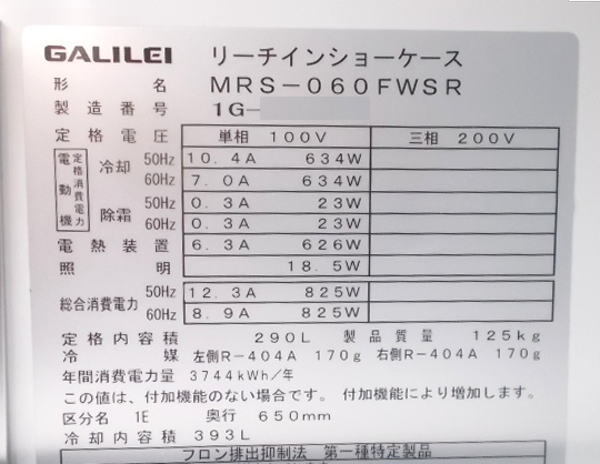 GALILEI リーチインショーケース
形名 MRS-060FWSR
製造番号 1G-
定格電圧 単相 100V 三相 200V
電動機 定格消費電力 冷却 50Hz 10.4A 634W
60Hz 7.0A 634W
除霜 50Hz 0.3A 23W
60Hz 0.3A 23W
電熱装置 6.3A 626W
照明 18.5W
総合消費電力 50Hz 12.3A 825W
60Hz 8.9A 825W
定格内容積 290L 製品質量 125kg
冷媒 左側R-404A 170g 右側R-404A 170g
年間消費電力量 3744kWh/年
この値は、付加機能のない場合です。付加機能により増加します。
区分名 1E 奥行 650mm
冷却内容積 393L
フロン排出抑制法 第一種特定製品